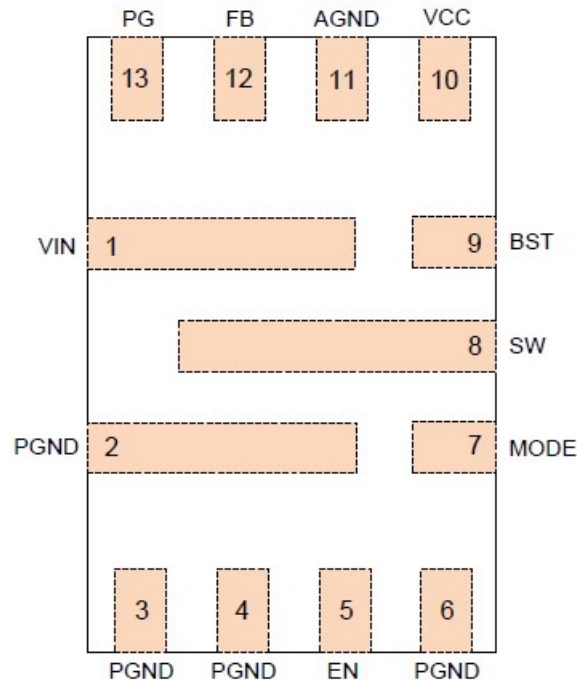 PG FB AGND VCC
13 12 11 10
VIN 1 9 BST
8 SW
PGND 2 7 MODE
3 4 5 6
PGND PGND EN PGND